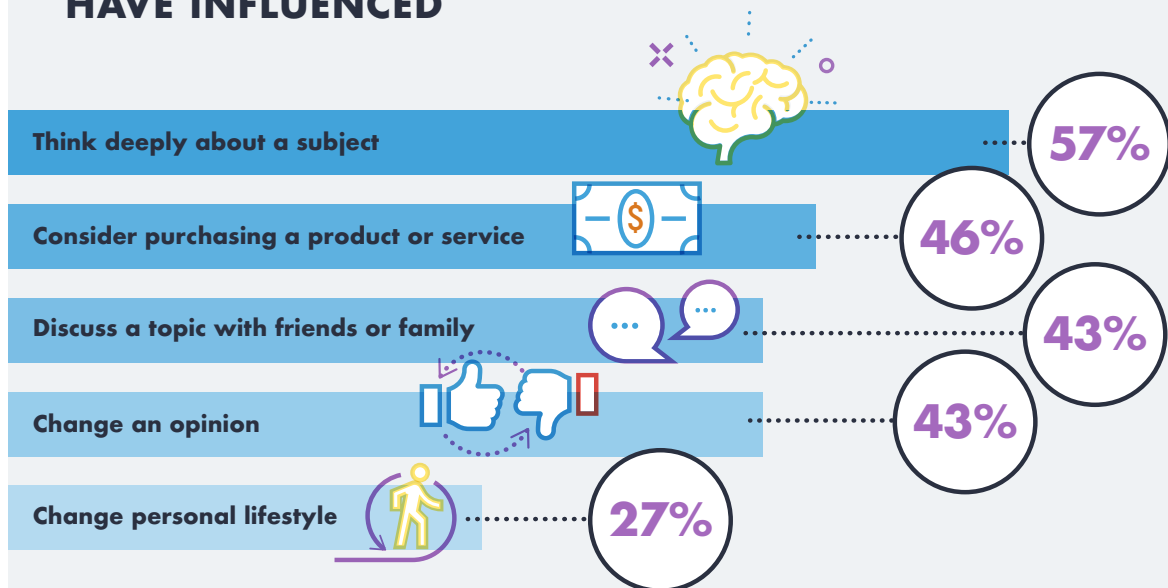 HAVE INFLUENCED
Think deeply about a subject
57%
Consider purchasing a product or service
$
46%
Discuss a topic with friends or family
43%
Change an opinion
43%
Change personal lifestyle
27%